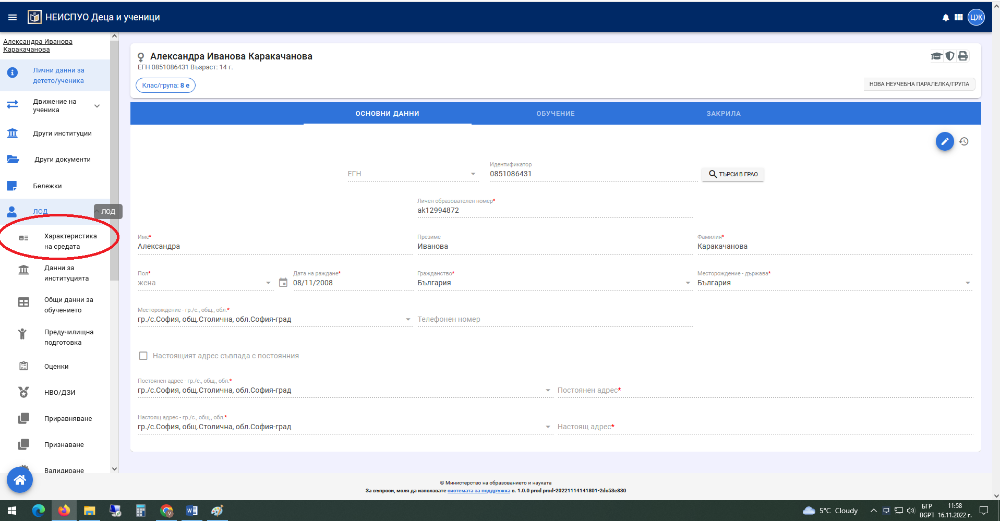 НЕИСПУО Деца и ученици
ЦЖ
Александра Иванова
Каракачанова
Лични данни за
детето/ученика
Движение на
ученика
Други институции
Други документи
Бележки
ЛОД
ЛОД
Характеристика
на средата
Данни за
институцията
Общи данни за
обучението
Предучилищна
подготовка
Оценки
НВО/ДЗИ
Приравняване
Признаване
Валидиране
Александра Иванова Каракачанова
ЕГН 0851086431 Възраст: 14 г.
Клас/група: 8 е
НОВА НЕУЧЕБНА ПАРАЛЕЛКА/ГРУПА
ОСНОВНИ ДАННИ ОБУЧЕНИЕ ЗАКРИЛА
Идентификатор
ЕГН 0851086431 ТЪРСИ В ГРАО
Личен образователен номер*
ak12994872
Име* Презиме Фамилия*
Александра Иванова Каракачанова
Пол* Дата на раждане* Гражданство* Месторождение - държава*
жена 08/11/2008 България България
Месторождение - гр./с., общ., обл.*
гр./с.София, общ.Столична, обл.София-град Телефонен номер
Настоящият адрес съвпада с постоянния
Постоянен адрес - гр./с., общ., обл.*
гр./с.София, общ.Столична, обл.София-град Постоянен адрес*
Настоящ адрес - гр./с., общ., обл.*
гр./с.София, общ.Столична, обл.София-град Настоящ адрес*
© Министерство на образованието и науката
За въпроси, моля да използвате системата за поддръжка в. 1.0.0 prod prod-20221114141801-2dc53e830
5°C Cloudy
БГР 11:58
BGPT 16.11.2022 г.